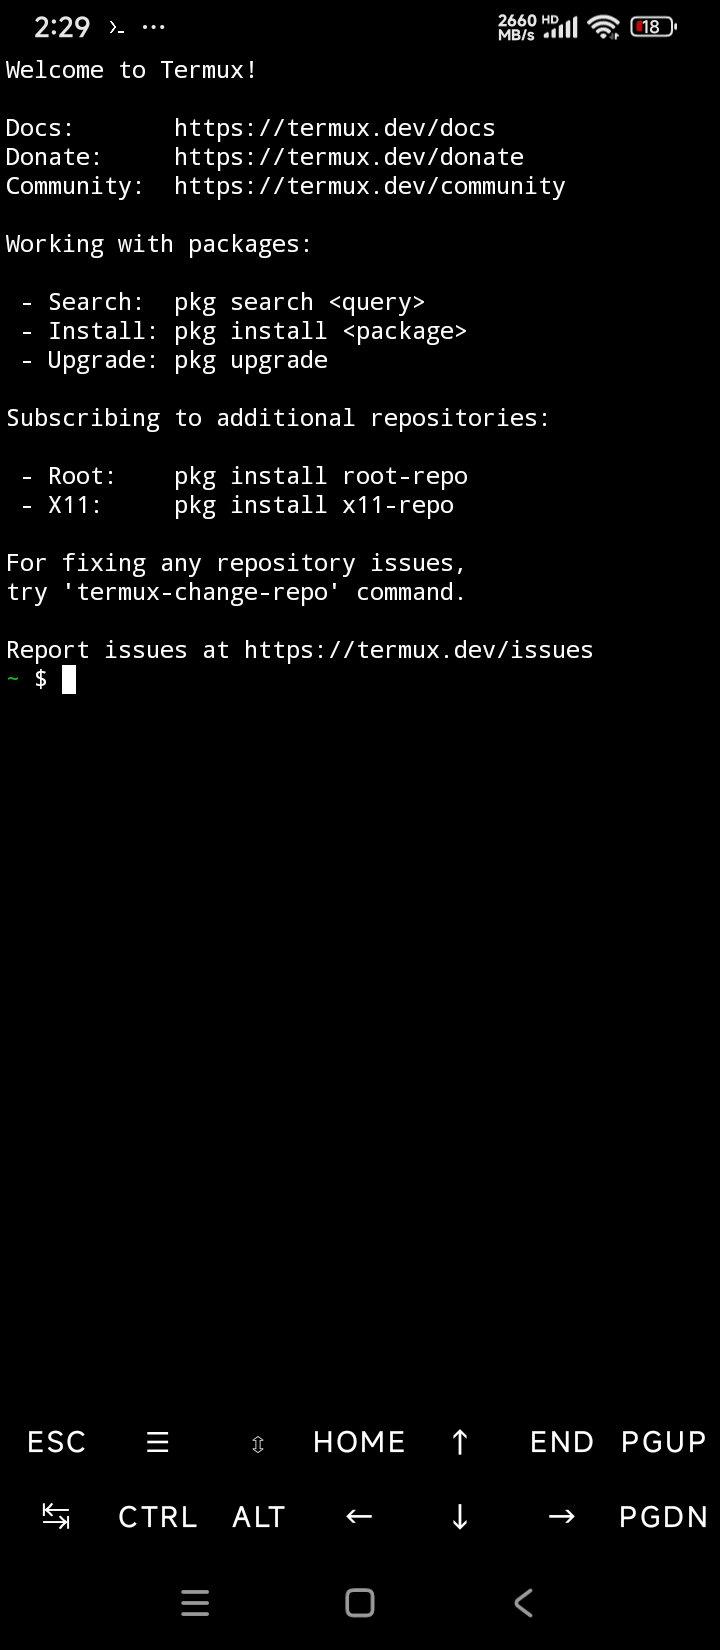 2:29 >_ ...
2660 HD
MB/s
18
Welcome to Termux!
Docs: https://termux.dev/docs
Donate: https://termux.dev/donate
Community: https://termux.dev/community
Working with packages:
- Search: pkg search <query>
- Install: pkg install <package>
- Upgrade: pkg upgrade
Subscribing to additional repositories:
- Root: pkg install root-repo
- X11: pkg install x11-repo
For fixing any repository issues,
try 'termux-change-repo' command.
Report issues at https://termux.dev/issues
~ $
ESC ☰ ⇳ HOME ↑ END PGUP
↹ CTRL ALT ← ↓ → PGDN